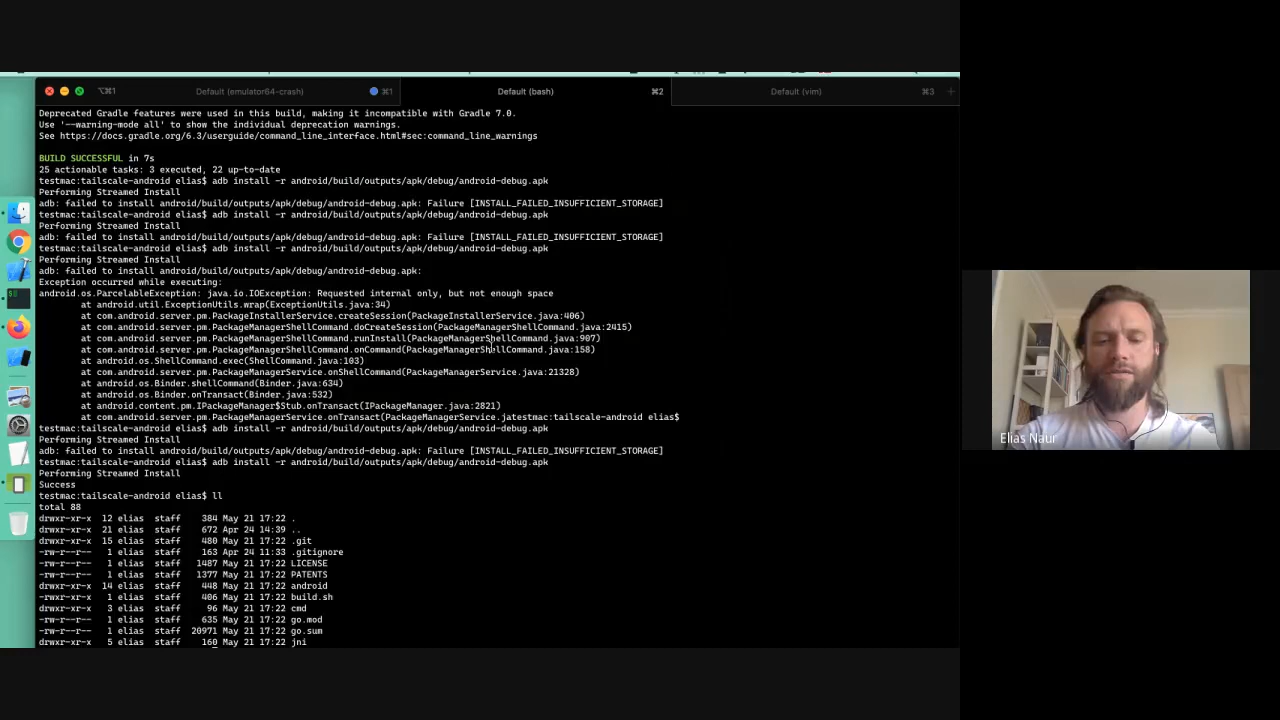 ⌥⌘1
Default (emulator64-crash)
⌘1
Default (bash)
⌘2
Default (vim)
⌘3
Deprecated Gradle features were used in this build, making it incompatible with Gradle 7.0.
Use '--warning-mode all' to show the individual deprecation warnings.
See https://docs.gradle.org/6.3/userguide/command_line_interface.html#sec:command_line_warnings
BUILD SUCCESSFUL in 7s
25 actionable tasks: 3 executed, 22 up-to-date
testmac:tailscale-android elias$ adb install -r android/build/outputs/apk/debug/android-debug.apk
Performing Streamed Install
adb: failed to install android/build/outputs/apk/debug/android-debug.apk: Failure [INSTALL_FAILED_INSUFFICIENT_STORAGE]
testmac:tailscale-android elias$ adb install -r android/build/outputs/apk/debug/android-debug.apk
Performing Streamed Install
adb: failed to install android/build/outputs/apk/debug/android-debug.apk: Failure [INSTALL_FAILED_INSUFFICIENT_STORAGE]
testmac:tailscale-android elias$ adb install -r android/build/outputs/apk/debug/android-debug.apk
Performing Streamed Install
adb: failed to install android/build/outputs/apk/debug/android-debug.apk:
Exception occurred while executing:
android.os.ParcelableException: java.io.IOException: Requested internal only, but not enough space
at android.util.ExceptionUtils.wrap(ExceptionUtils.java:34)
at com.android.server.pm.PackageInstallerService.createSession(PackageInstallerService.java:406)
at com.android.server.pm.PackageManagerShellCommand.doCreateSession(PackageManagerShellCommand.java:2415)
at com.android.server.pm.PackageManagerShellCommand.runInstall(PackageManagerShellCommand.java:907)
at com.android.server.pm.PackageManagerShellCommand.onCommand(PackageManagerShellCommand.java:158)
at android.os.ShellCommand.exec(ShellCommand.java:103)
at com.android.server.pm.PackageManagerService.onShellCommand(PackageManagerService.java:21328)
at android.os.Binder.shellCommand(Binder.java:634)
at android.os.Binder.onTransact(Binder.java:532)
at android.content.pm.IPackageManager$Stub.onTransact(IPackageManager.java:2821)
at com.android.server.pm.PackageManagerService.onTransact(PackageManagerService.jatestmac:tailscale-android elias$
testmac:tailscale-android elias$ adb install -r android/build/outputs/apk/debug/android-debug.apk
Performing Streamed Install
adb: failed to install android/build/outputs/apk/debug/android-debug.apk: Failure [INSTALL_FAILED_INSUFFICIENT_STORAGE]
testmac:tailscale-android elias$ adb install -r android/build/outputs/apk/debug/android-debug.apk
Performing Streamed Install
Success
testmac:tailscale-android elias$ ll
total 88
drwxr-xr-x 12 elias staff 384 May 21 17:22 .
drwxr-xr-x 21 elias staff 672 Apr 24 14:39 ..
drwxr-xr-x 15 elias staff 480 May 21 17:22 .git
-rw-r--r-- 1 elias staff 163 Apr 24 11:33 .gitignore
-rw-r--r-- 1 elias staff 1487 May 21 17:22 LICENSE
-rw-r--r-- 1 elias staff 1377 May 21 17:22 PATENTS
drwxr-xr-x 14 elias staff 448 May 21 17:22 android
-rw-r--r-- 1 elias staff 406 May 21 17:22 build.sh
drwxr-xr-x 3 elias staff 96 May 21 17:22 cmd
-rw-r--r-- 1 elias staff 635 May 21 17:22 go.mod
-rw-r--r-- 1 elias staff 20971 May 21 17:22 go.sum
drwxr-xr-x 5 elias staff 160 May 21 17:22 jni
Elias Naur